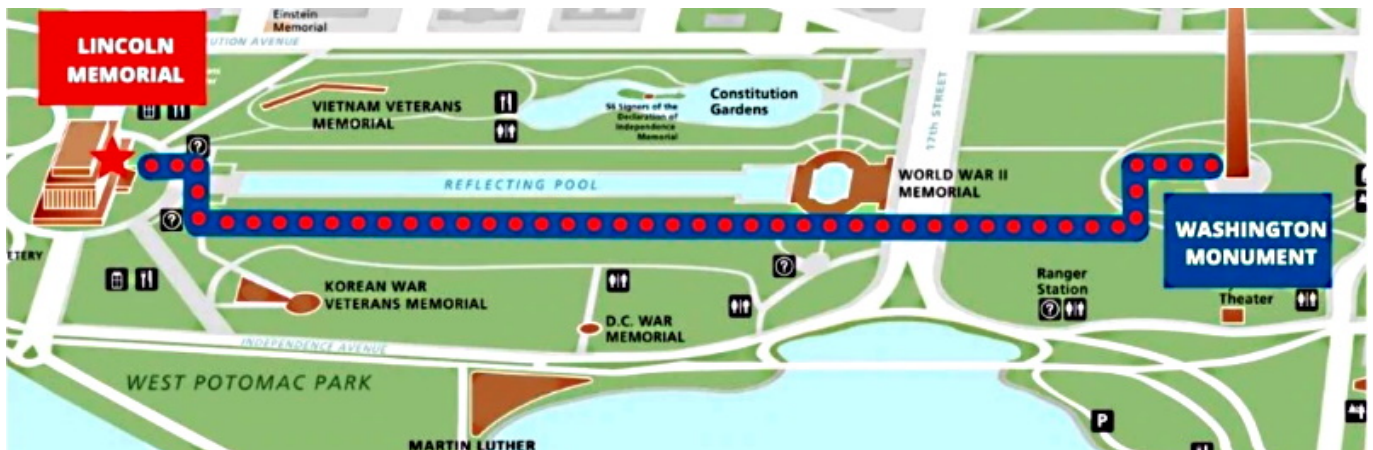 Einstein
Memorial
LINCOLN
MEMORIAL
UTION AVENUE
VIETNAM VETERANS
MEMORIAL
56 Signers of the
Declaration of
Independence
Memorial
Constitution
Gardens
17th STREET
REFLECTING POOL
WORLD WAR II
MEMORIAL
WASHINGTON
MONUMENT
ETERY
KOREAN WAR
VETERANS MEMORIAL
D.C. WAR
MEMORIAL
Ranger
Station
Theater
INDEPENDENCE AVENUE
WEST POTOMAC PARK
P
MARTIN LUTHER